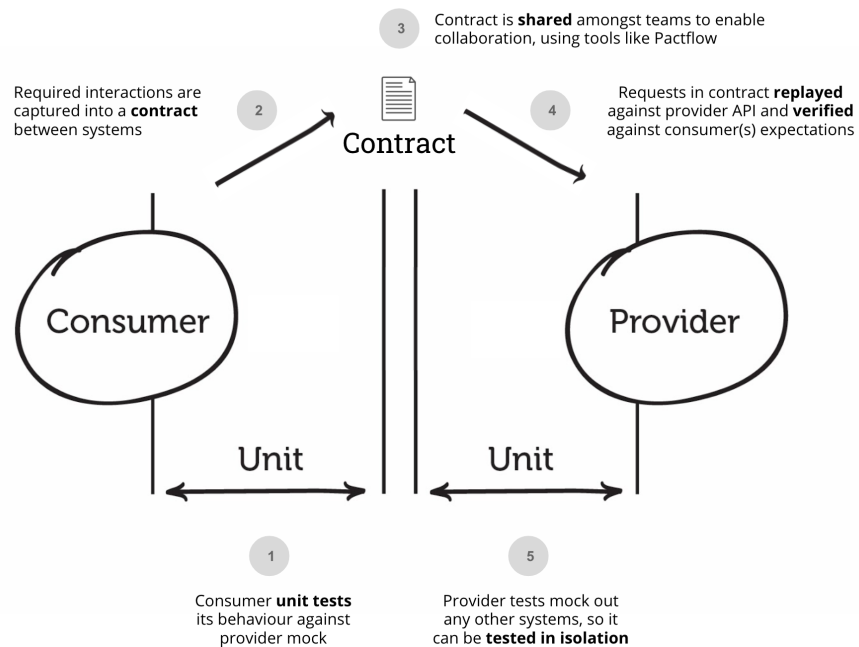 3
Contract is shared amongst teams to enable
collaboration, using tools like Pactflow
Required interactions are
captured into a contract
between systems
2
4
Requests in contract replayed
against provider API and verified
against consumer(s) expectations
Contract
Consumer
Provider
Unit
Unit
1
Consumer unit tests
its behaviour against
provider mock
5
Provider tests mock out
any other systems, so it
can be tested in isolation